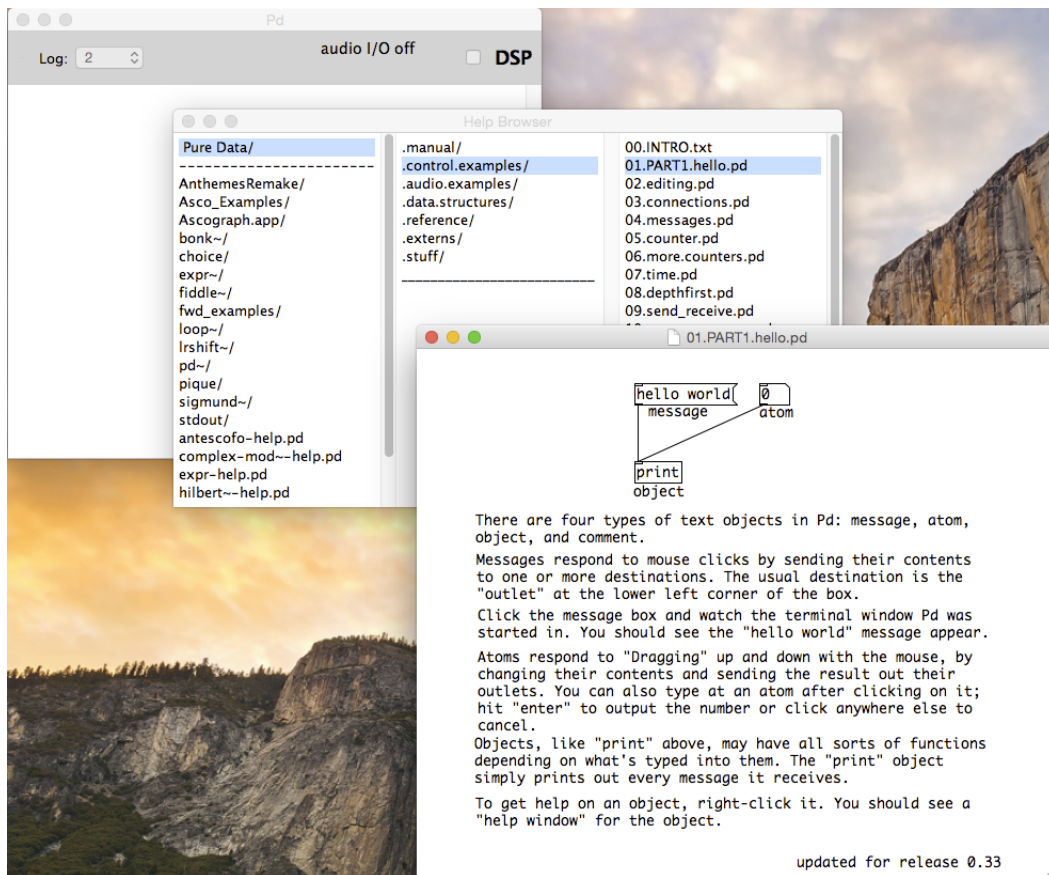 Pd
Log: 2
audio I/O off
DSP
Help Browser
Pure Data/
-----------------------
AnthemesRemake/
Asco_Examples/
Ascograph.app/
bonk~/
choice/
expr~/
fiddle~/
fwd_examples/
loop~/
lrshift~/
pd~/
pique/
sigmund~/
stdout/
antescofo-help.pd
complex-mod~-help.pd
expr-help.pd
hilbert~-help.pd
.manual/
.control.examples/
.audio.examples/
.data.structures/
.reference/
.externs/
.stuff/
00.INTRO.txt
01.PART1.hello.pd
02.editing.pd
03.connections.pd
04.messages.pd
05.counter.pd
06.more.counters.pd
07.time.pd
08.depthfirst.pd
09.send_receive.pd
01.PART1.hello.pd
hello world
0
message
atom
print
object
There are four types of text objects in Pd: message, atom,
object, and comment.
Messages respond to mouse clicks by sending their contents
to one or more destinations. The usual destination is the
"outlet" at the lower left corner of the box.
Click the message box and watch the terminal window Pd was
started in. You should see the "hello world" message appear.
Atoms respond to "Dragging" up and down with the mouse, by
changing their contents and sending the result out their
outlets. You can also type at an atom after clicking on it;
hit "enter" to output the number or click anywhere else to
cancel.
Objects, like "print" above, may have all sorts of functions
depending on what's typed into them. The "print" object
simply prints out every message it receives.
To get help on an object, right-click it. You should see a
"help window" for the object.
updated for release 0.33